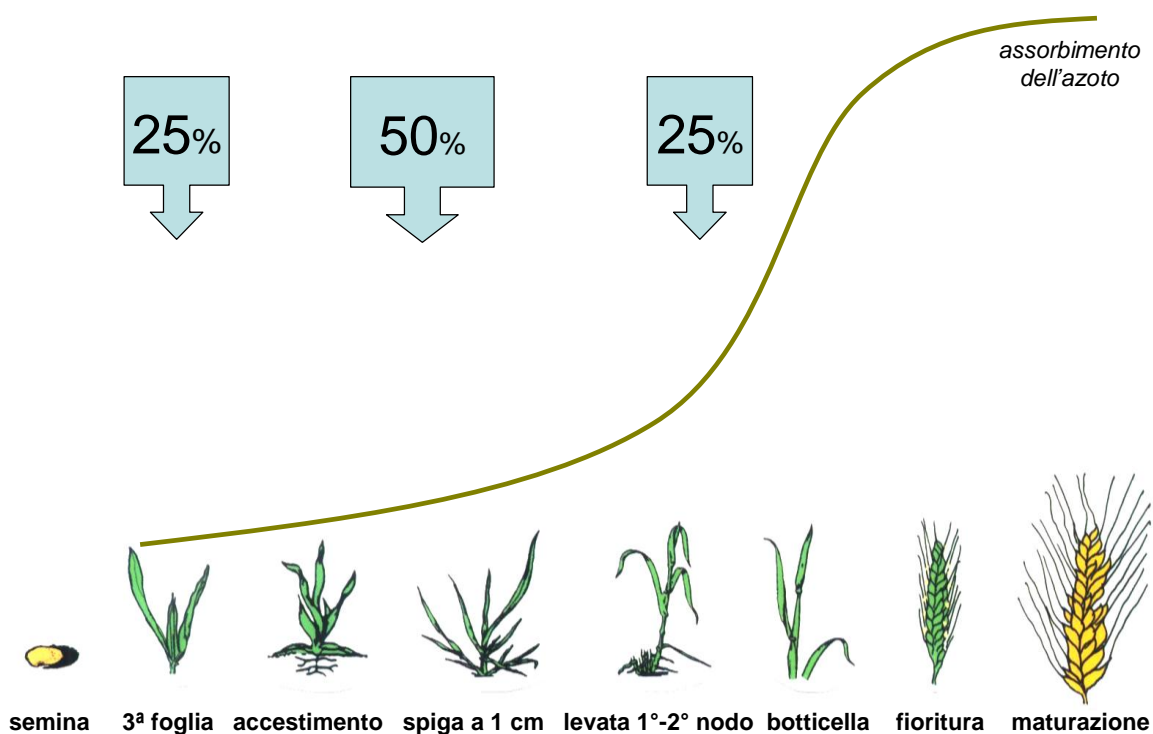 assorbimento
dell'azoto
25%
50%
25%
semina
3ª foglia
accestimento
spiga a 1 cm
levata 1°-2° nodo
botticella
fioritura
maturazione